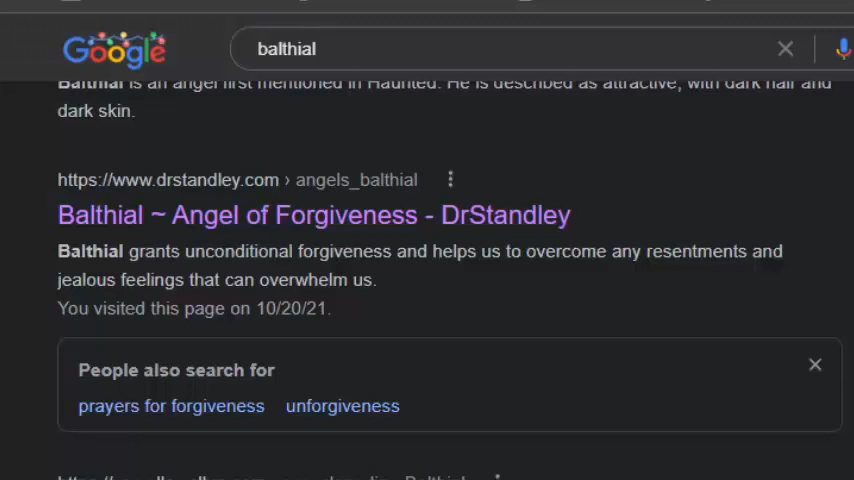 Google
balthial
Balthial is an angel first mentioned in Haunted. He is described as attractive, with dark hair and
dark skin.
https://www.drstandley.com › angels_balthial
Balthial ~ Angel of Forgiveness - DrStandley
Balthial grants unconditional forgiveness and helps us to overcome any resentments and
jealous feelings that can overwhelm us.
You visited this page on 10/20/21.
People also search for
prayers for forgiveness unforgiveness